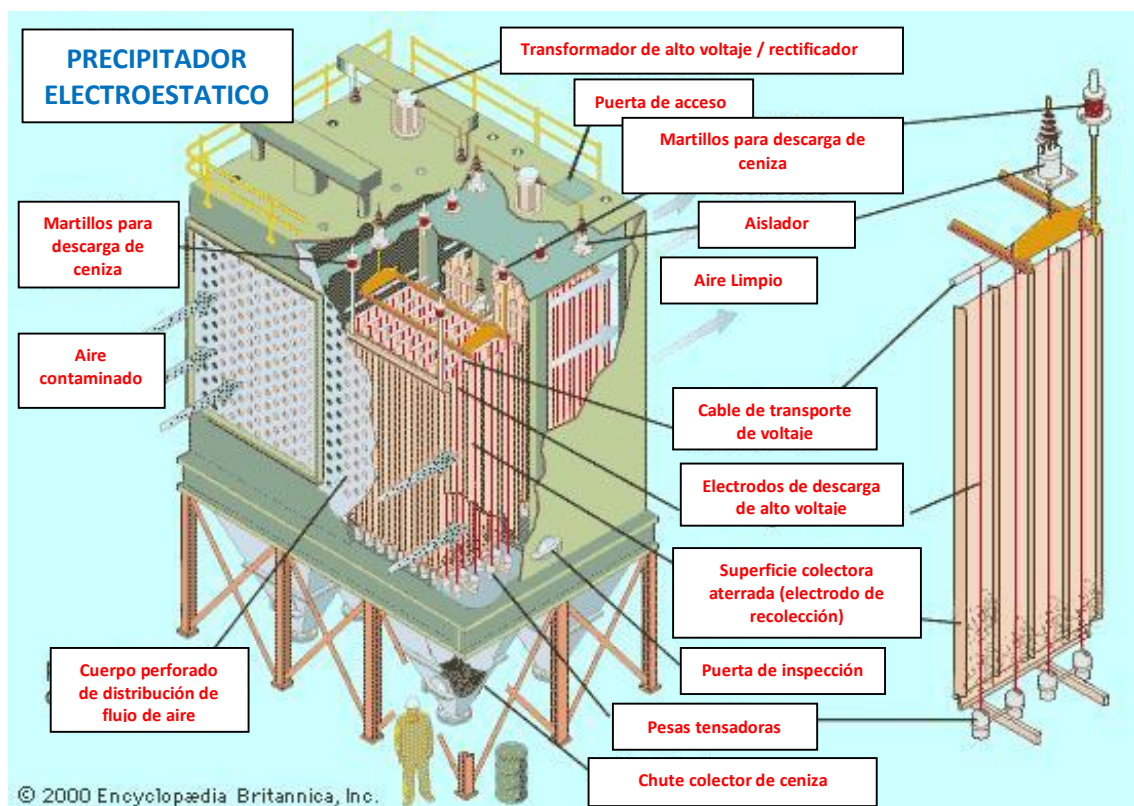 PRECIPITADOR
ELECTROESTATICO
Transformador de alto voltaje / rectificador
Puerta de acceso
Martillos para descarga de
ceniza
Martillos para
descarga de
ceniza
Aislador
Aire Limpio
Aire
contaminado
Cable de transporte
de voltaje
Electrodos de descarga
de alto voltaje
Superficie colectora
aterrada (electrodo de
recolección)
Cuerpo perforado
de distribución de
flujo de aire
Puerta de inspección
Pesas tensadoras
Chute colector de ceniza
© 2000 Encyclopædia Britannica, Inc.